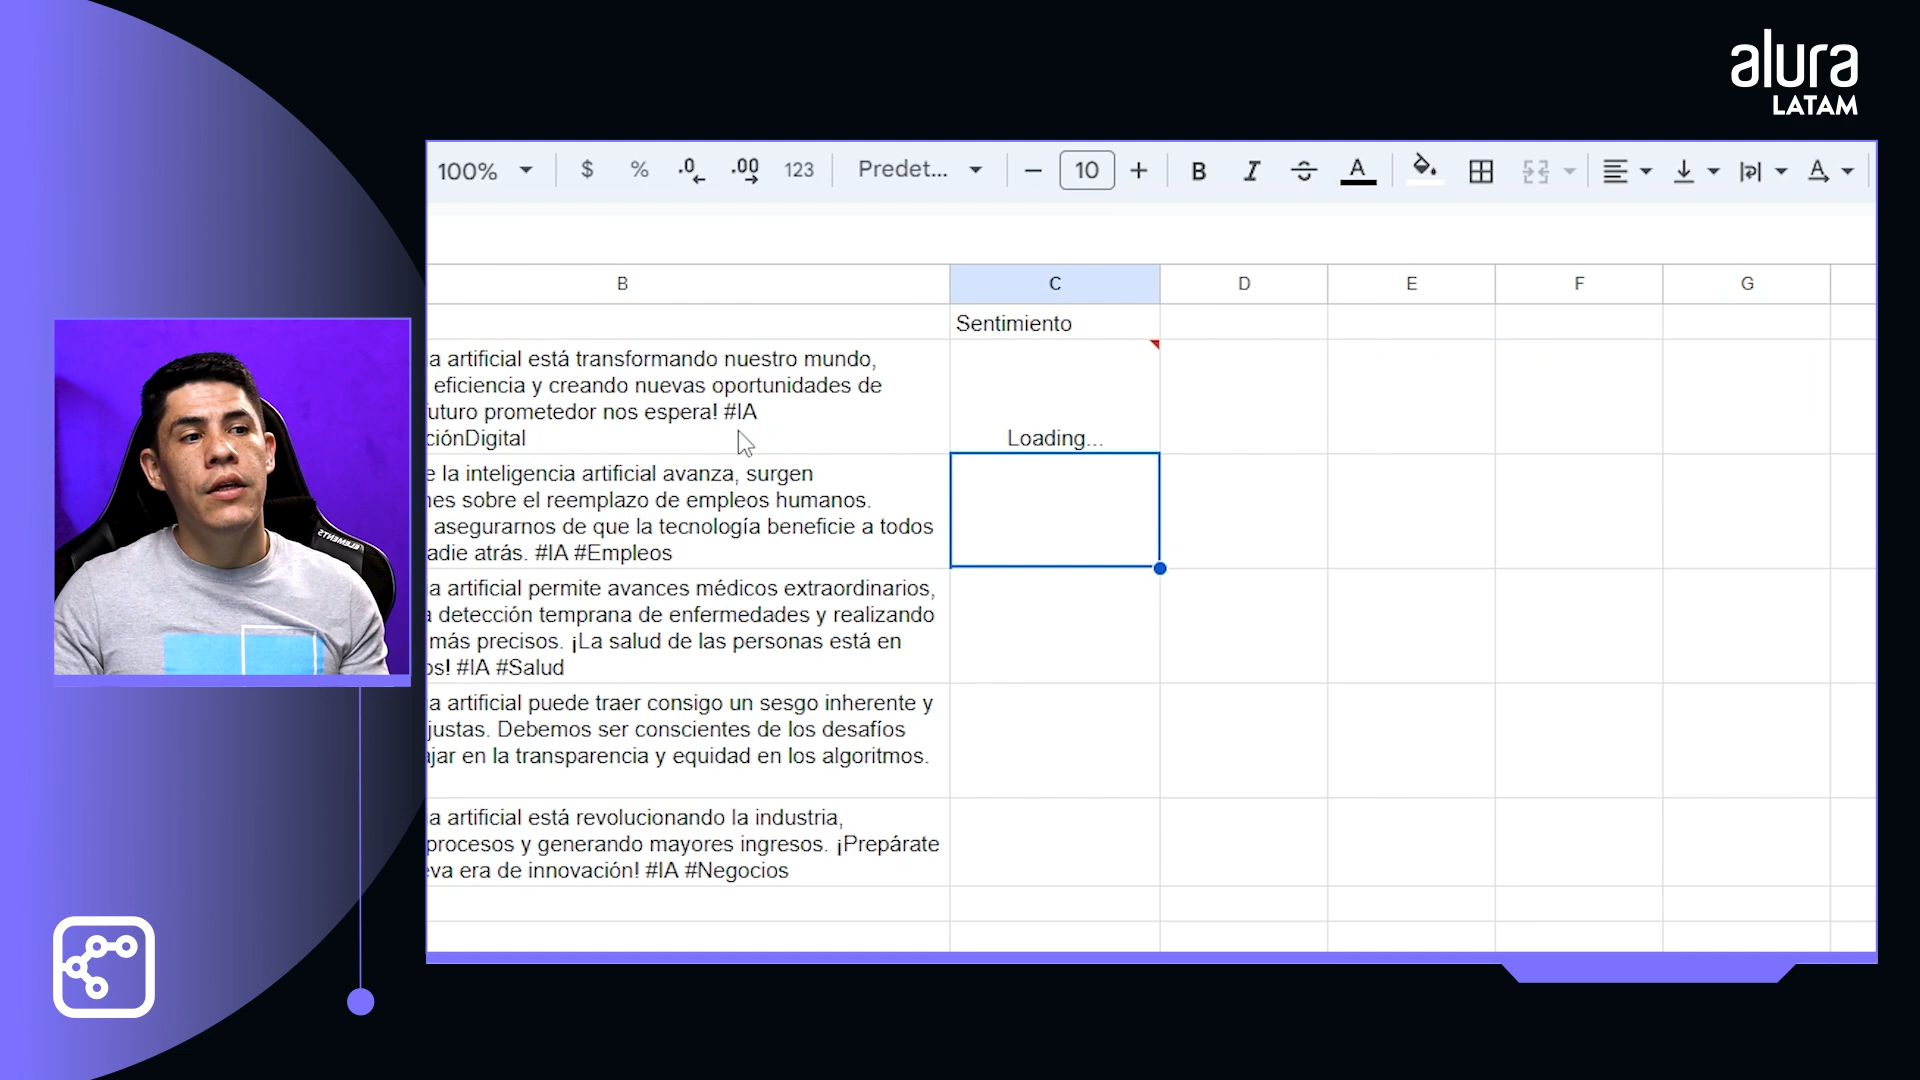 alura
LATAM
100%
$ % .0 .00 123
Predet...
10
B I A
B C D E F G
Sentimiento
a artificial está transformando nuestro mundo,
eficiencia y creando nuevas oportunidades de
futuro prometedor nos espera! #IA
ciónDigital
Loading...
e la inteligencia artificial avanza, surgen
nes sobre el reemplazo de empleos humanos.
asegurarnos de que la tecnología beneficie a todos
adie atrás. #IA #Empleos
a artificial permite avances médicos extraordinarios,
a detección temprana de enfermedades y realizando
más precisos. ¡La salud de las personas está en
os! #IA #Salud
a artificial puede traer consigo un sesgo inherente y
justas. Debemos ser conscientes de los desafíos
ajar en la transparencia y equidad en los algoritmos.
a artificial está revolucionando la industria,
procesos y generando mayores ingresos. ¡Prepárate
eva era de innovación! #IA #Negocios